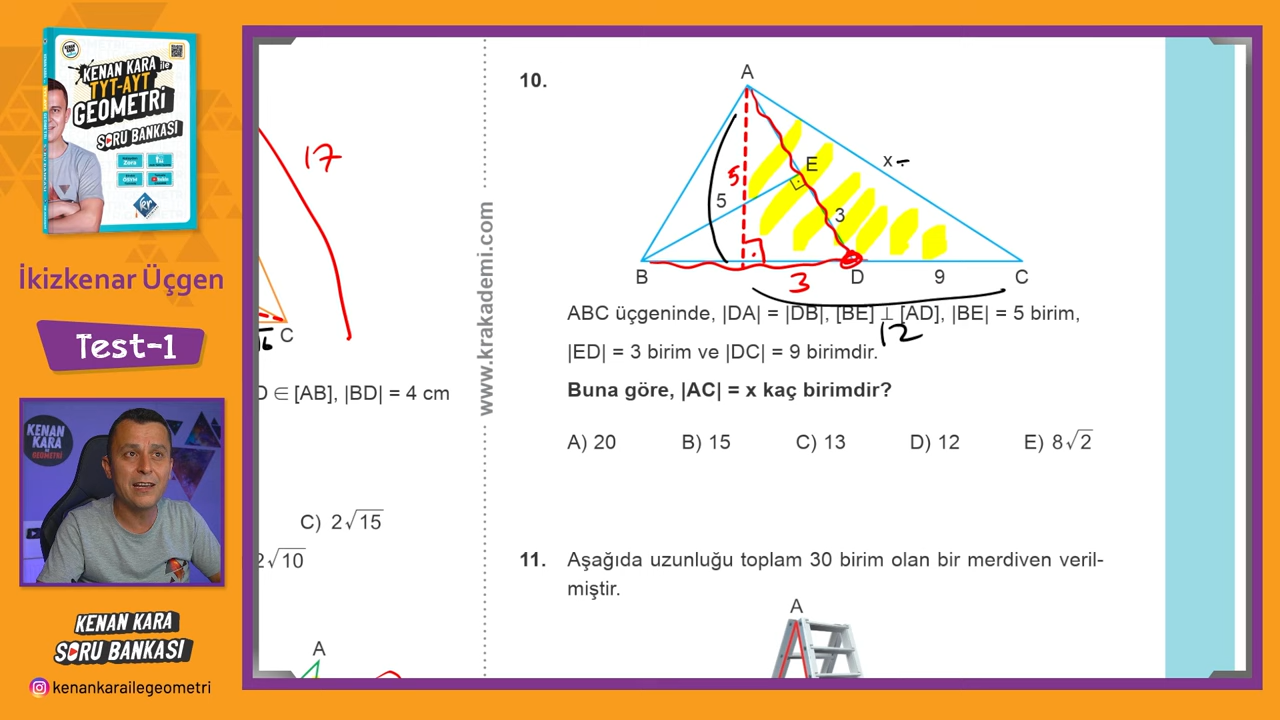 KENAN KARA ile
TYT-AYT
GEOMETRİ
SORU BANKASI
kr
İkizkenar Üçgen
Test-1
KENAN KARA
GEOMETRİ
KENAN KARA
SORU BANKASI
kenankarailegeometri
17
C
D ∈ [AB], |BD| = 4 cm
C) 2√15
2√10
A
www.krakademi.com
10.
A
E
x
5
5
3
B
3
D
9
C
12
ABC üçgeninde, |DA| = |DB|, [BE] ⊥ [AD], |BE| = 5 birim,
|ED| = 3 birim ve |DC| = 9 birimdir.
Buna göre, |AC| = x kaç birimdir?
A) 20 B) 15 C) 13 D) 12 E) 8√2
11. Aşağıda uzunluğu toplam 30 birim olan bir merdiven veril-
miştir.
A